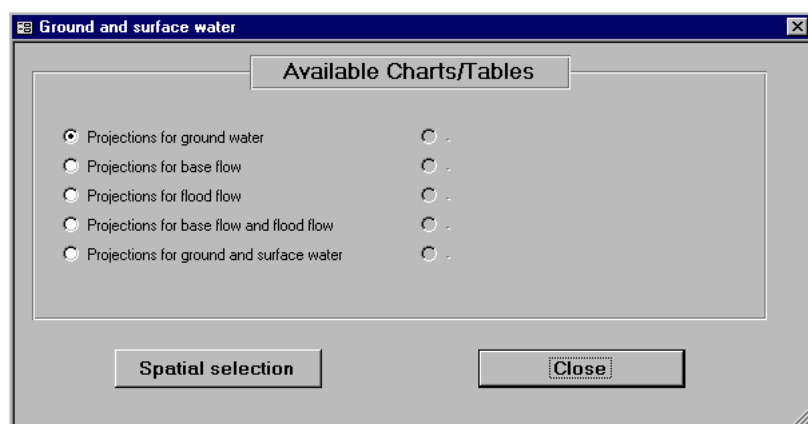 Ground and surface water
Available Charts/Tables
Projections for ground water -
Projections for base flow -
Projections for flood flow -
Projections for base flow and flood flow -
Projections for ground and surface water -
Spatial selection Close